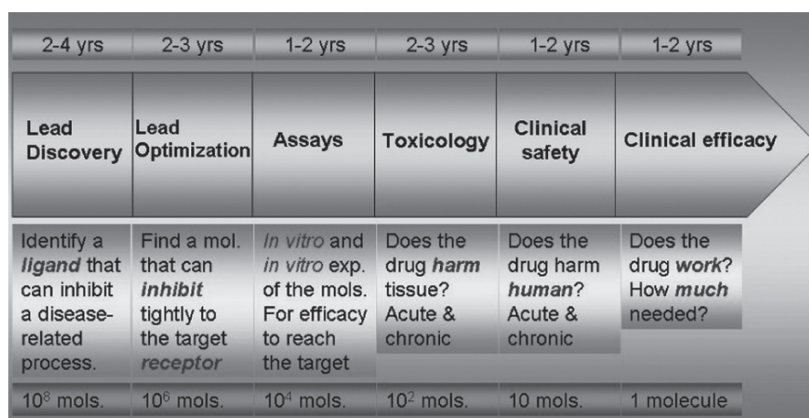 2-4 yrs
2-3 yrs
1-2 yrs
2-3 yrs
1-2 yrs
1-2 yrs
Lead
Discovery
Lead
Optimization
Assays
Toxicology
Clinical
safety
Clinical efficacy
Identify a
ligand that
can inhibit
a disease-
related
process.
Find a mol.
that can
inhibit
tightly to
the target
receptor
In vitro and
in vitro exp.
of the mols.
For efficacy
to reach
the target
Does the
drug harm
tissue?
Acute &
chronic
Does the
drug harm
human?
Acute &
chronic
Does the
drug work?
How much
needed?
10⁸ mols.
10⁶ mols.
10⁴ mols.
10² mols.
10 mols.
1 molecule